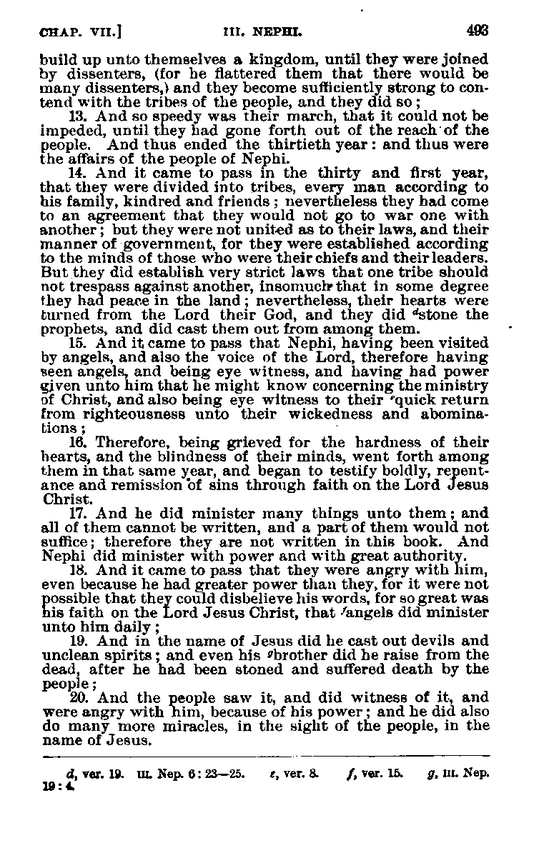 CHAP. VII.] III. NEPHI. 493
build up unto themselves a kingdom, until they were joined
by dissenters, (for he flattered them that there would be
many dissenters,) and they become sufficiently strong to con-
tend with the tribes of the people, and they did so;
13. And so speedy was their march, that it could not be
impeded, until they had gone forth out of the reach of the
people. And thus ended the thirtieth year: and thus were
the affairs of the people of Nephi.
14. And it came to pass in the thirty and first year,
that they were divided into tribes, every man according to
his family, kindred and friends; nevertheless they had come
to an agreement that they would not go to war one with
another; but they were not united as to their laws, and their
manner of government, for they were established according
to the minds of those who were their chiefs and their leaders.
But they did establish very strict laws that one tribe should
not trespass against another, insomuch that in some degree
they had peace in the land; nevertheless, their hearts were
turned from the Lord their God, and they did dstone the
prophets, and did cast them out from among them.
15. And it came to pass that Nephi, having been visited
by angels, and also the voice of the Lord, therefore having
seen angels, and being eye witness, and having had power
given unto him that he might know concerning the ministry
of Christ, and also being eye witness to their equick return
from righteousness unto their wickedness and abomina-
tions;
16. Therefore, being grieved for the hardness of their
hearts, and the blindness of their minds, went forth among
them in that same year, and began to testify boldly, repent-
ance and remission of sins through faith on the Lord Jesus
Christ.
17. And he did minister many things unto them; and
all of them cannot be written, and a part of them would not
suffice; therefore they are not written in this book. And
Nephi did minister with power and with great authority.
18. And it came to pass that they were angry with him,
even because he had greater power than they, for it were not
possible that they could disbelieve his words, for so great was
his faith on the Lord Jesus Christ, that fangels did minister
unto him daily;
19. And in the name of Jesus did he cast out devils and
unclean spirits; and even his gbrother did he raise from the
dead, after he had been stoned and suffered death by the
people;
20. And the people saw it, and did witness of it, and
were angry with him, because of his power; and he did also
do many more miracles, in the sight of the people, in the
name of Jesus.
d, ver. 19. III. Nep. 6: 23—25. e, ver. 8. f, ver. 15. g, III. Nep.
19: 4.